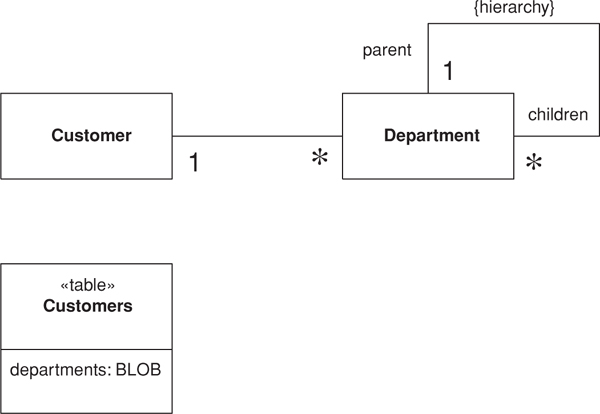 {hierarchy}
parent
1
children
Customer
Department
1
*
*
«table»
Customers
departments: BLOB